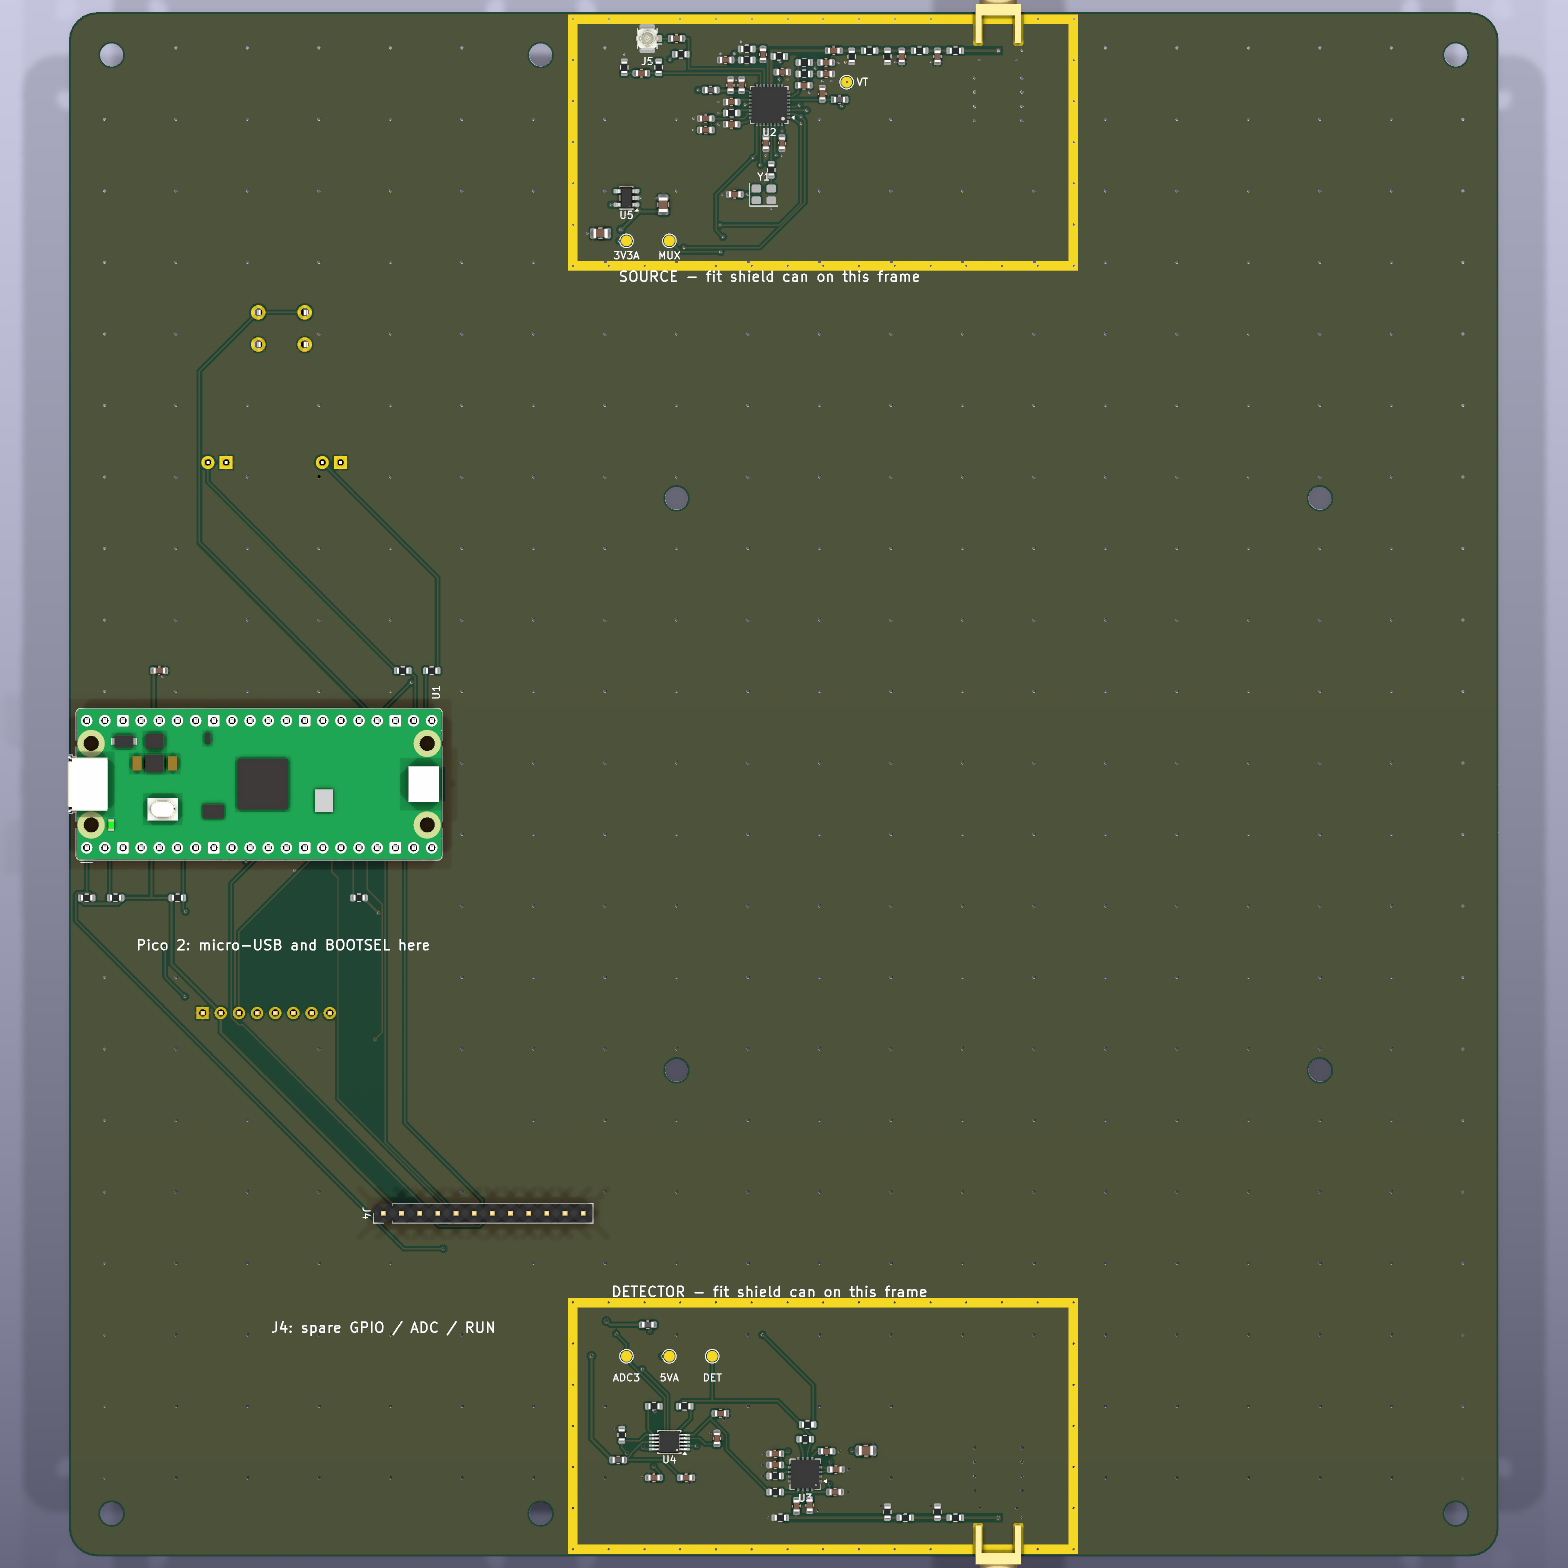 J5
VT
U2
Y1
U5
3V3A MUX
SOURCE – fit shield can on this frame
U1
Pico 2: micro-USB and BOOTSEL here
J4
DETECTOR – fit shield can on this frame
J4: spare GPIO / ADC / RUN
ADC3 5VA DET
U4
U3